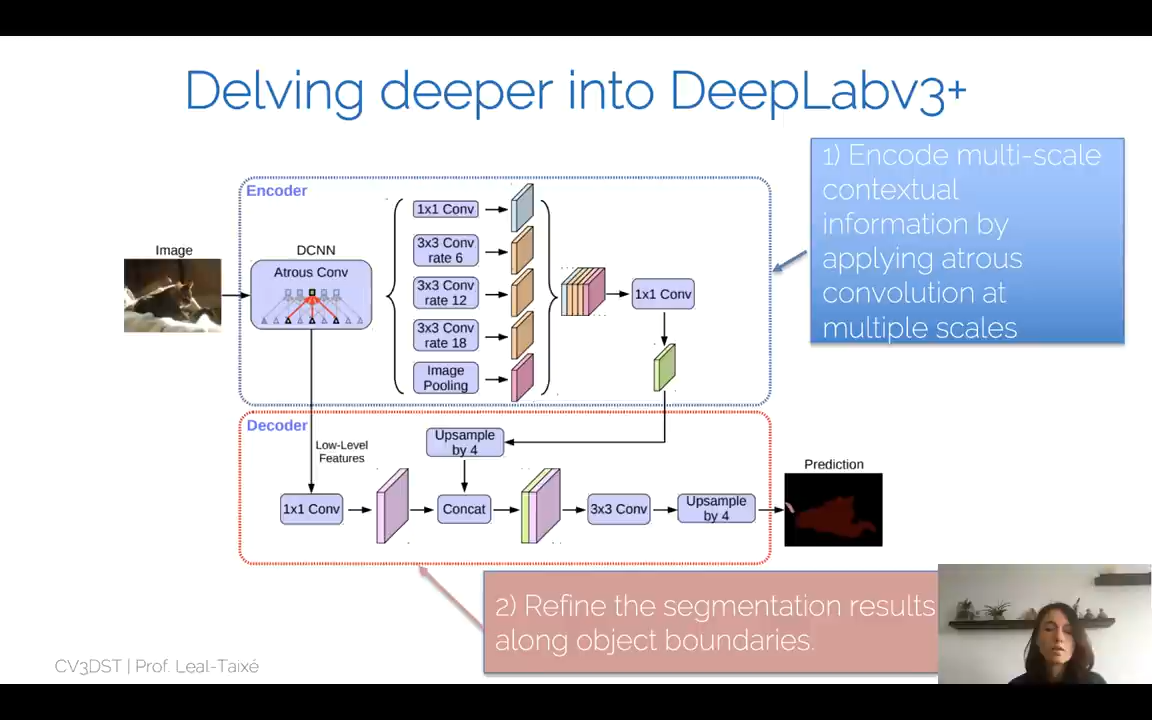 Delving deeper into DeepLabv3+
1) Encode multi-scale
contextual
information by
applying atrous
convolution at
multiple scales
Encoder
Image
DCNN
Atrous Conv
1x1 Conv
3x3 Conv
rate 6
3x3 Conv
rate 12
3x3 Conv
rate 18
Image
Pooling
1x1 Conv
Decoder
Low-Level
Features
Upsample
by 4
1x1 Conv
Concat
3x3 Conv
Upsample
by 4
Prediction
2) Refine the segmentation results
along object boundaries.
CV3DST | Prof. Leal-Taixé